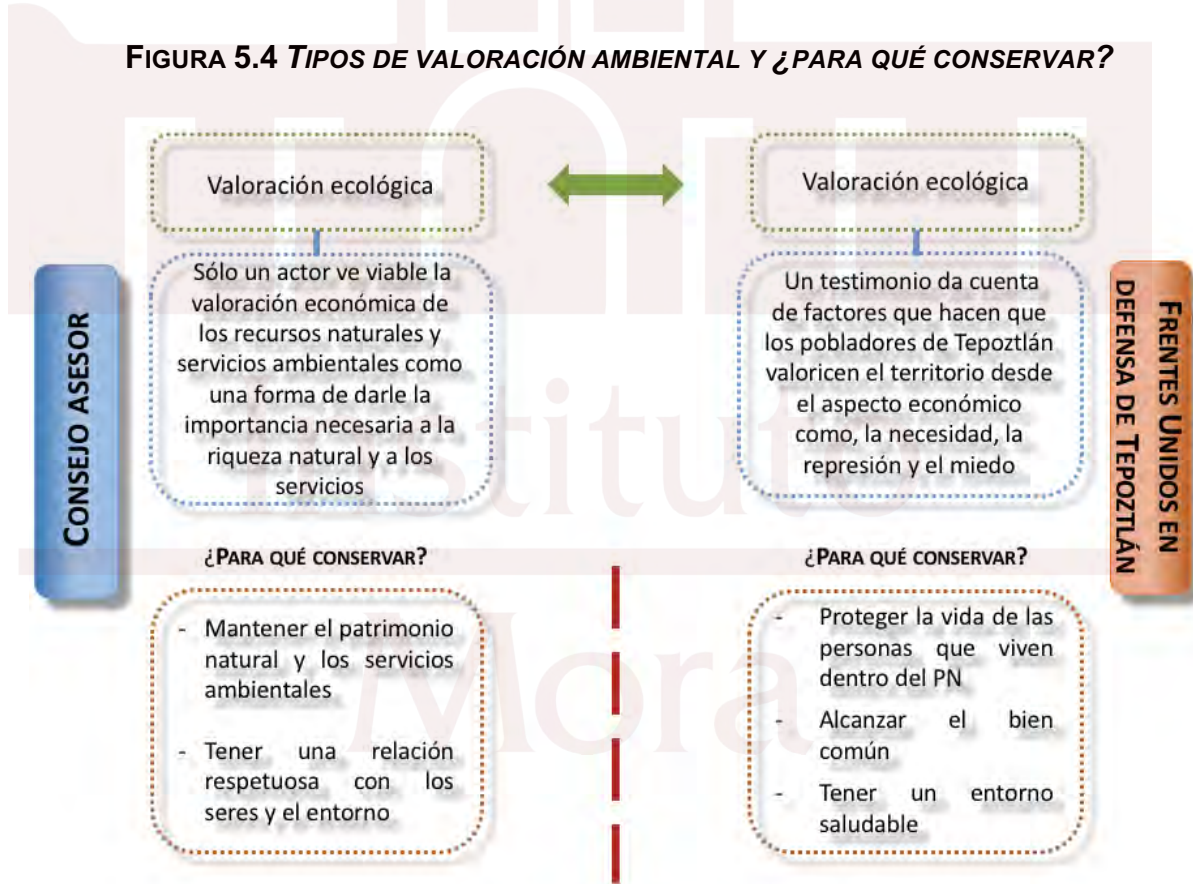 FIGURA 5.4 TIPOS DE VALORACIÓN AMBIENTAL Y ¿PARA QUÉ CONSERVAR?
CONSEJO ASESOR
Valoración ecológica
Sólo un actor ve viable la
valoración económica de
los recursos naturales y
servicios ambientales como
una forma de darle la
importancia necesaria a la
riqueza natural y a los
servicios
¿PARA QUÉ CONSERVAR?
- Mantener el patrimonio
natural y los servicios
ambientales
- Tener una relación
respetuosa con los
seres y el entorno
Valoración ecológica
Un testimonio da cuenta
de factores que hacen que
los pobladores de Tepoztlán
valoricen el territorio desde
el aspecto económico
como, la necesidad, la
represión y el miedo
¿PARA QUÉ CONSERVAR?
- Proteger la vida de las
personas que viven
dentro del PN
- Alcanzar el bien
común
- Tener un entorno
saludable
FRENTES UNIDOS EN
DEFENSA DE TEPOZTLÁN
Instituto
Mora